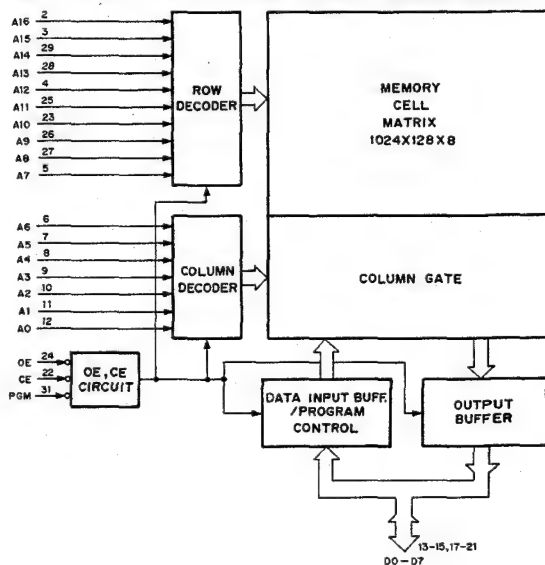 A16 2
A15 3
A14 29
A13 28
A12 4
A11 25
A10 23
A9 26
A8 27
A7 5
ROW
DECODER
MEMORY
CELL
MATRIX
1024X128X8
A6 6
A5 7
A4 8
A3 9
A2 10
A1 11
A0 12
COLUMN
DECODER
COLUMN GATE
OE 24
CE 22
PGM 31
OE, CE
CIRCUIT
DATA INPUT BUFF.
/PROGRAM
CONTROL
OUTPUT
BUFFER
13-15,17-21
D0-D7